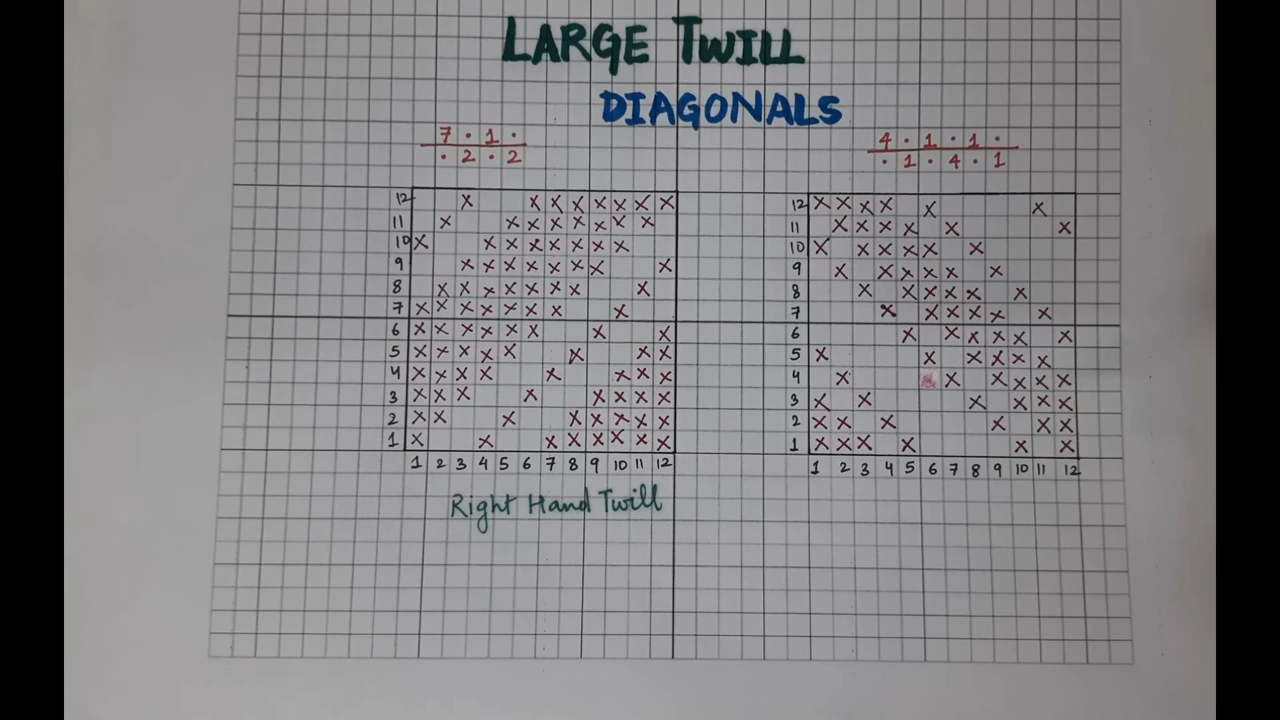 LARGE TWILL
DIAGONALS
7 . 1 .
. 2 . 2
12 X X X X X X X X
11 X X X X X X X X
10 X X X X X X X X
9 X X X X X X X X
8 X X X X X X X X
7 X X X X X X X X
6 X X X X X X X X
5 X X X X X X X X
4 X X X X X X X X
3 X X X X X X X X
2 X X X X X X X X
1 X X X X X X X X
1 2 3 4 5 6 7 8 9 10 11 12
Right Hand Twill
4 . 1 . 1 .
. 1 . 4 . 1
12 X X X X X X
11 X X X X X X
10 X X X X X X
9 X X X X X X
8 X X X X X X
7 X X X X X X
6 X X X X X X
5 X X X X X X
4 X X X X X X
3 X X X X X X
2 X X X X X X
1 X X X X X X
1 2 3 4 5 6 7 8 9 10 11 12